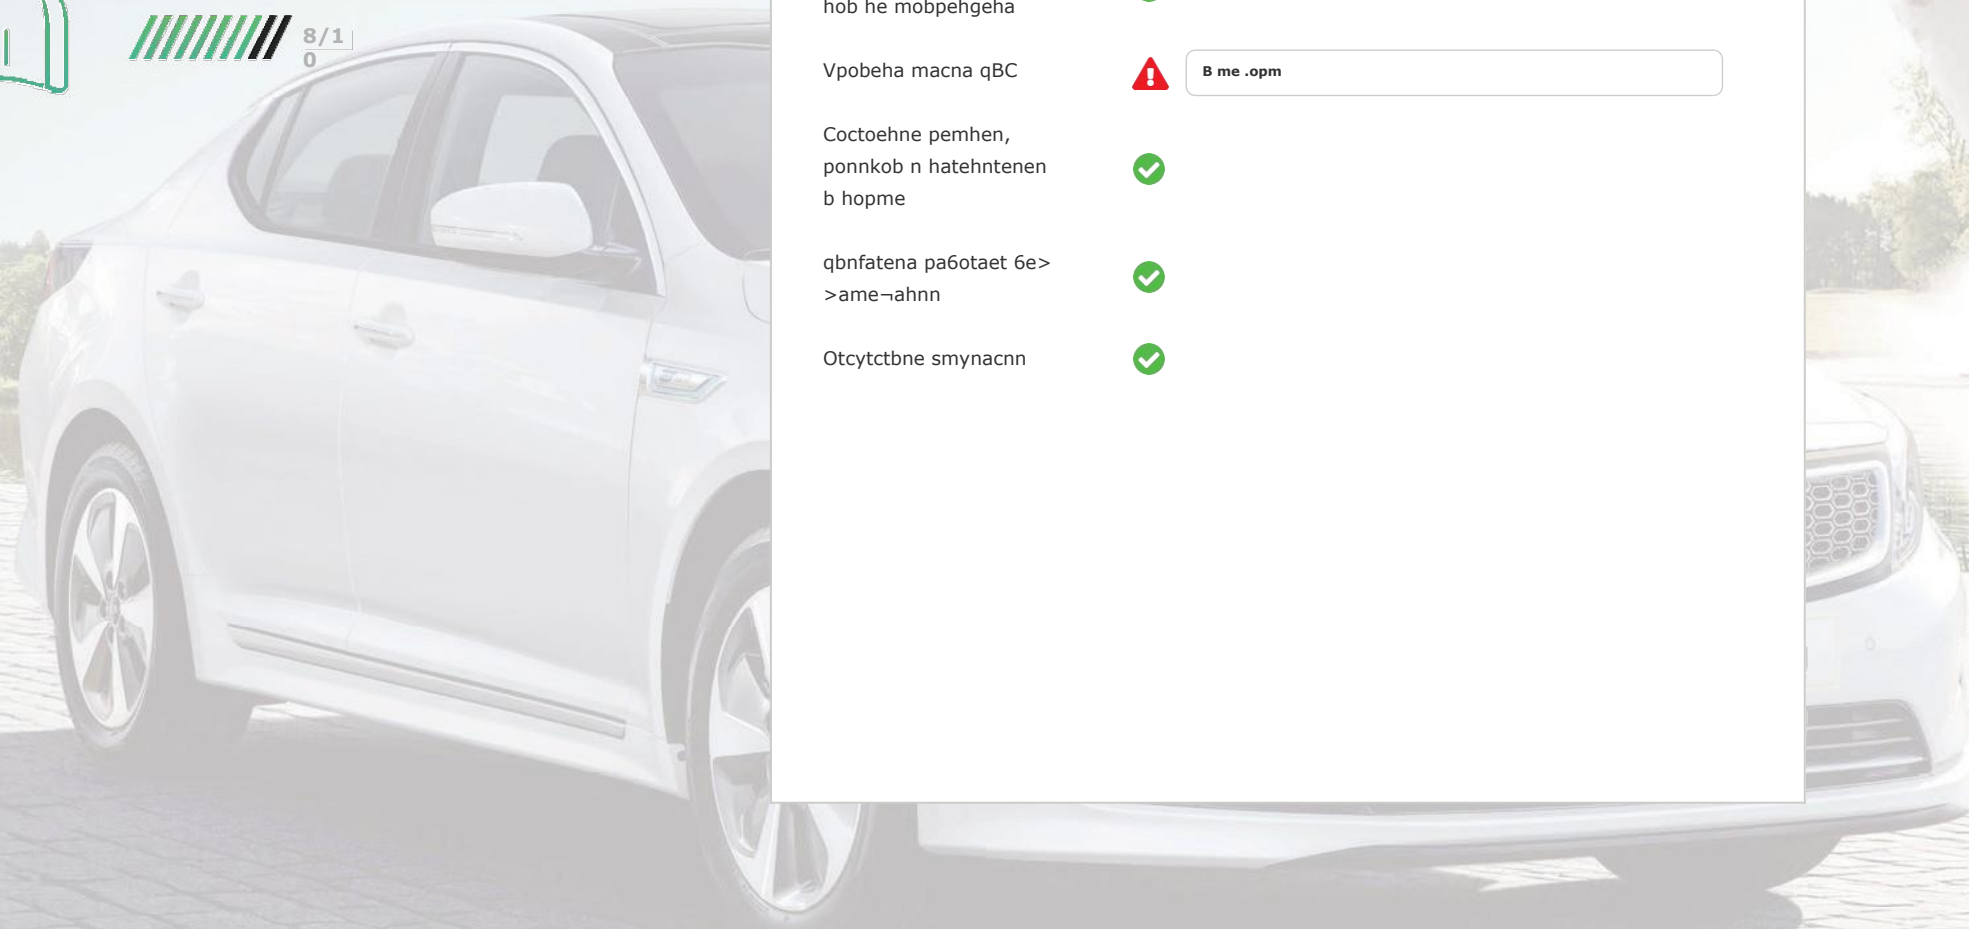 8/1
0
hob he mobpehgeha
Vpobeha macna qBC
B me .opm
Coctoehne pemhen,
ponnkob n hatehntenen
b hopme
qbnfatena pa6otaet 6e>
>ame¬ahnn
Otcytctbne smynacnn